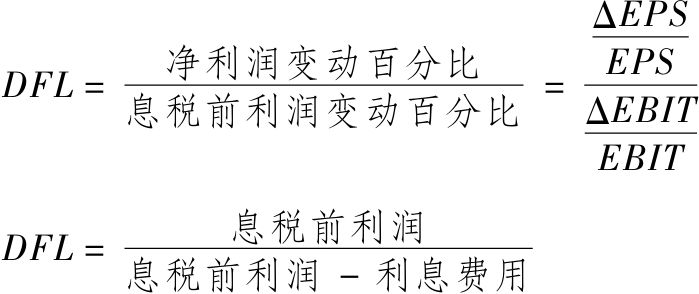 DFL = 净利润变动百分比 / 息税前利润变动百分比 = (ΔEPS / EPS) / (ΔEBIT / EBIT)
DFL = 息税前利润 / (息税前利润 - 利息费用)